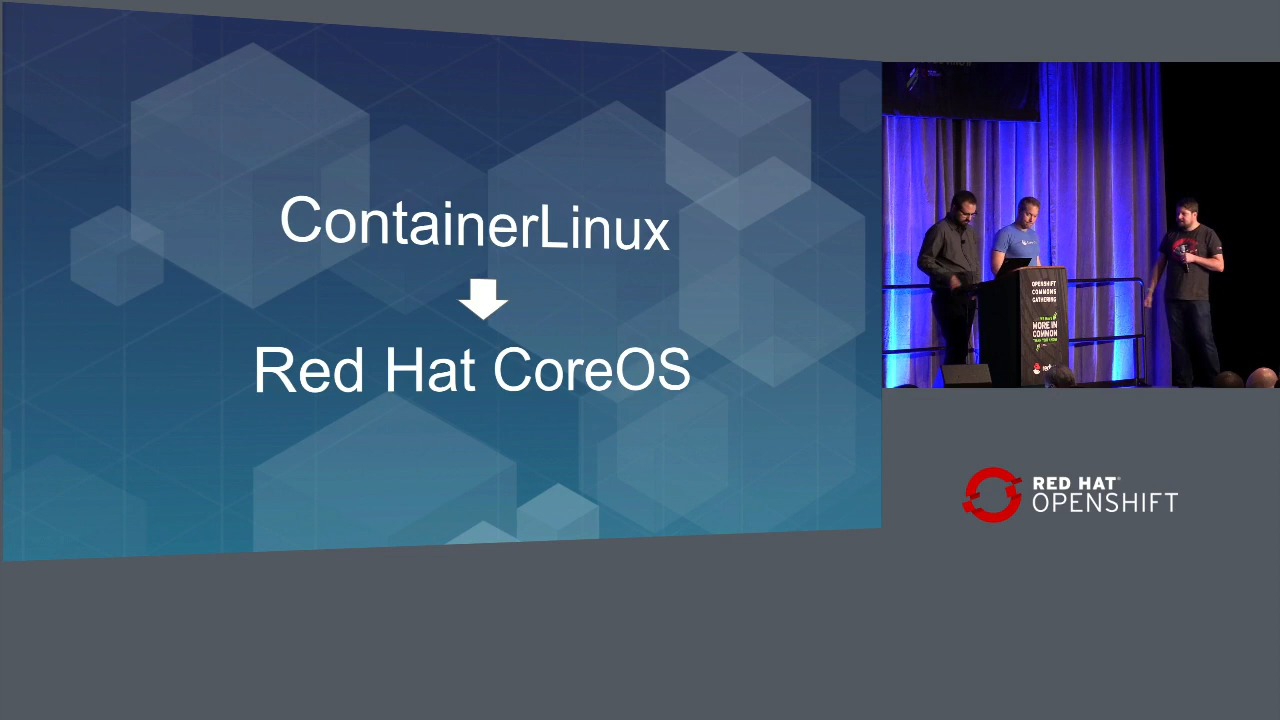 ContainerLinux
Red Hat CoreOS
OPENSHIFT
COMMONS
GATHERING
MORE IN
COMMON
RED HAT
OPENSHIFT